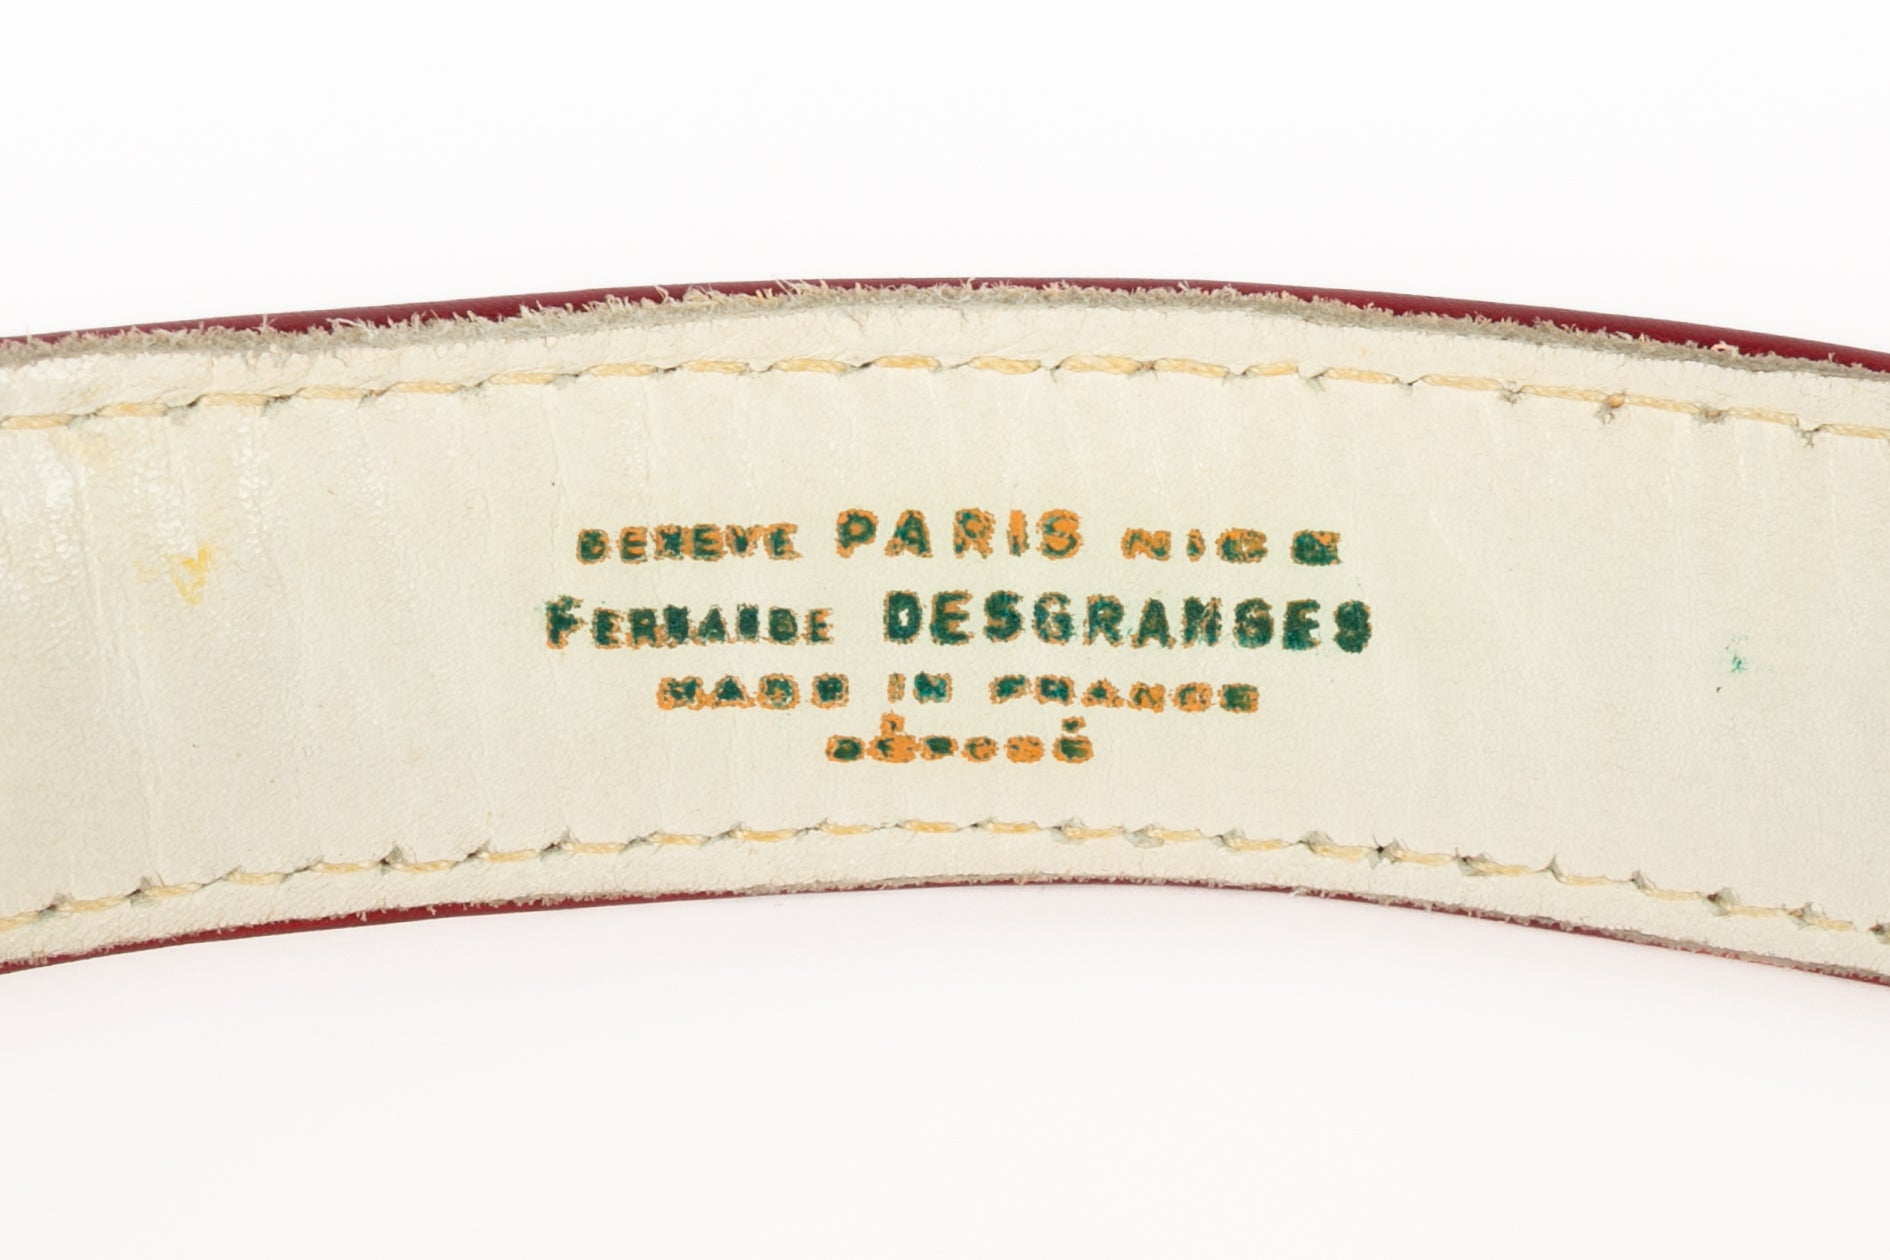 GENEVE PARIS NICE
FERNANDE DESGRANGES
MADE IN FRANCE
DÉPOSÉ